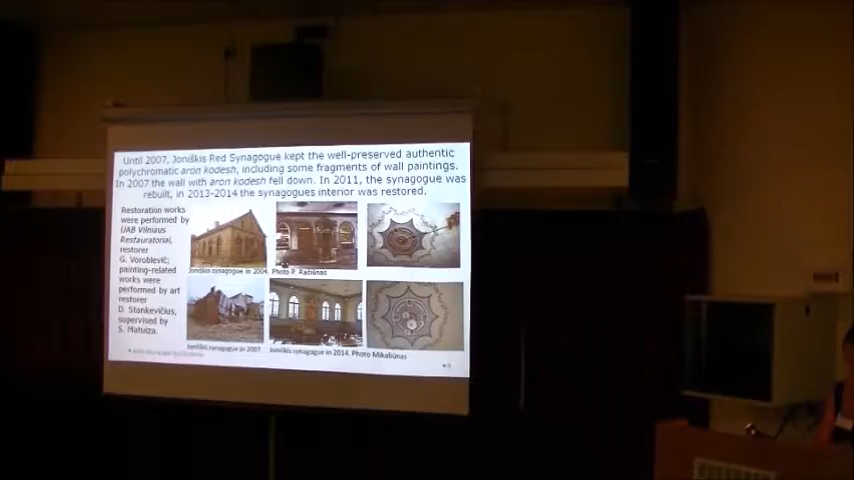 Until 2007, Joniškis Red Synagogue kept the well-preserved authentic
polychromatic aron kodesh, including some fragments of wall paintings.
In 2007 the wall with aron kodesh fell down. In 2011, the synagogue was
rebuilt, in 2013-2014 the synagogues interior was restored.
Restoration works
were performed by
UAB Vilniaus
Restauratoriai,
restorer
G. Voroblevič;
painting-related
works were
performed by art
restorer
D. Stankevičius,
supervised by
S. Matuiza.
Joniškis synagogue in 2004. Photo P. Račiūnas
Joniškis synagogue in 2007
Joniškis synagogue in 2014. Photo Mikaliūnas